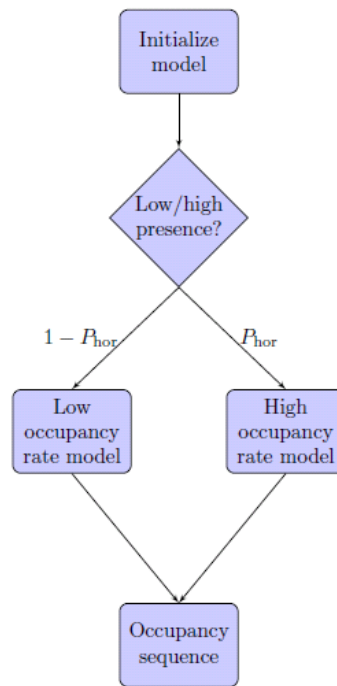 Initialize
model
Low/high
presence?
1 − P_hor
P_hor
Low
occupancy
rate model
High
occupancy
rate model
Occupancy
sequence